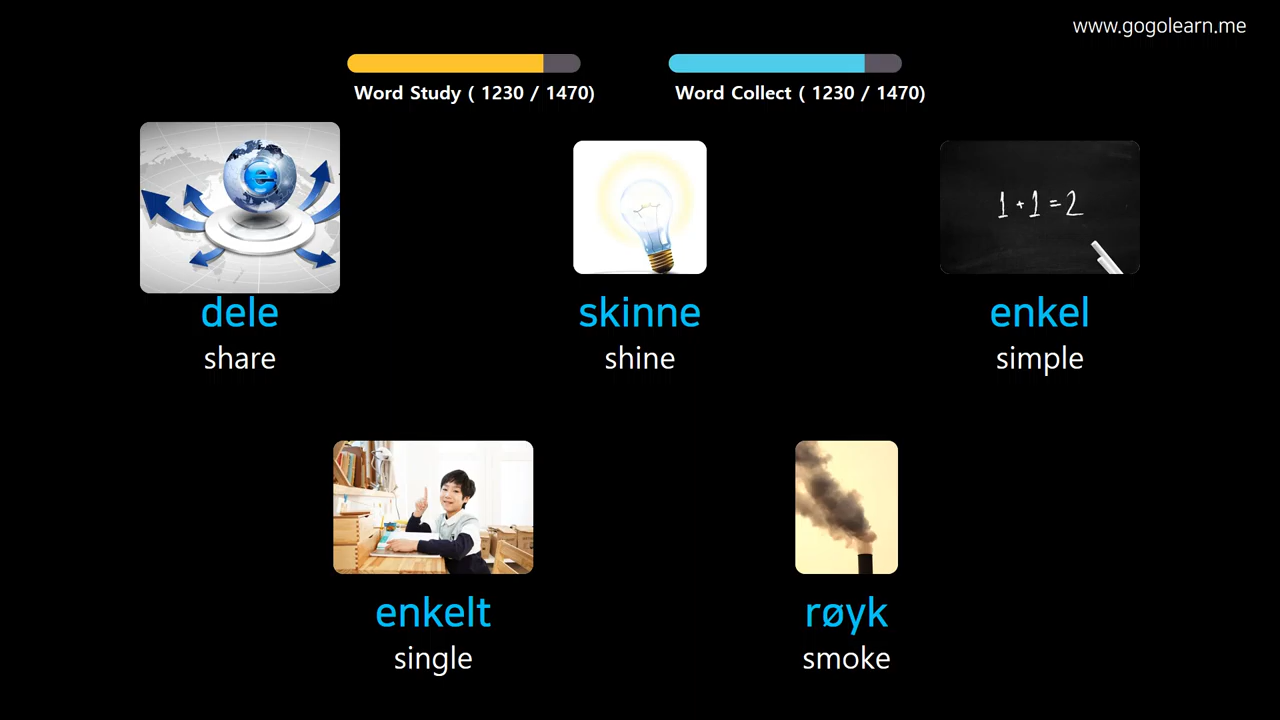 www.gogolearn.me
Word Study ( 1230 / 1470)
Word Collect ( 1230 / 1470)
e
1 + 1 = 2
dele
share
skinne
shine
enkel
simple
enkelt
single
røyk
smoke